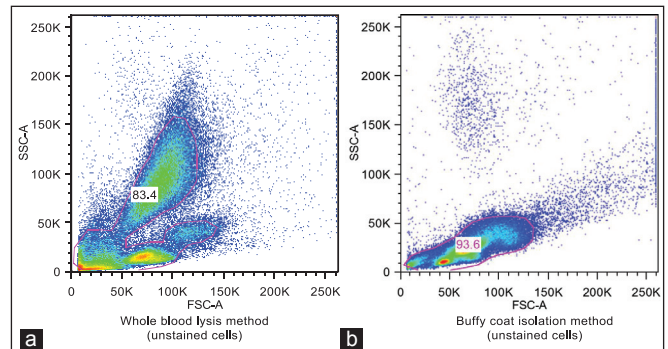 250K
200K
150K
100K
50K
0
SSC-A
83.4
0 50K 100K 150K 200K 250K
FSC-A
Whole blood lysis method
(unstained cells)
a
250K
200K
150K
100K
50K
0
SSC-A
93.6
0 50K 100K 150K 200K 250K
FSC-A
Buffy coat isolation method
(unstained cells)
b